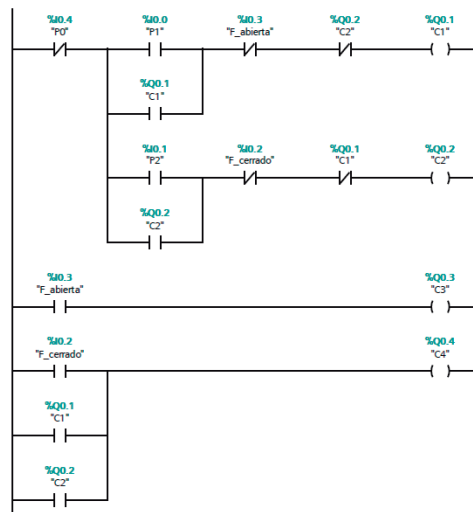 %I0.4 %I0.0 %I0.3 %Q0.2 %Q0.1
"P0" "P1" "F_abierta" "C2" "C1"
%Q0.1
"C1"
%I0.1 %I0.2 %Q0.1 %Q0.2
"P2" "F_cerrado" "C1" "C2"
%Q0.2
"C2"
%I0.3 %Q0.3
"F_abierta" "C3"
%I0.2 %Q0.4
"F_cerrado" "C4"
%Q0.1
"C1"
%Q0.2
"C2"